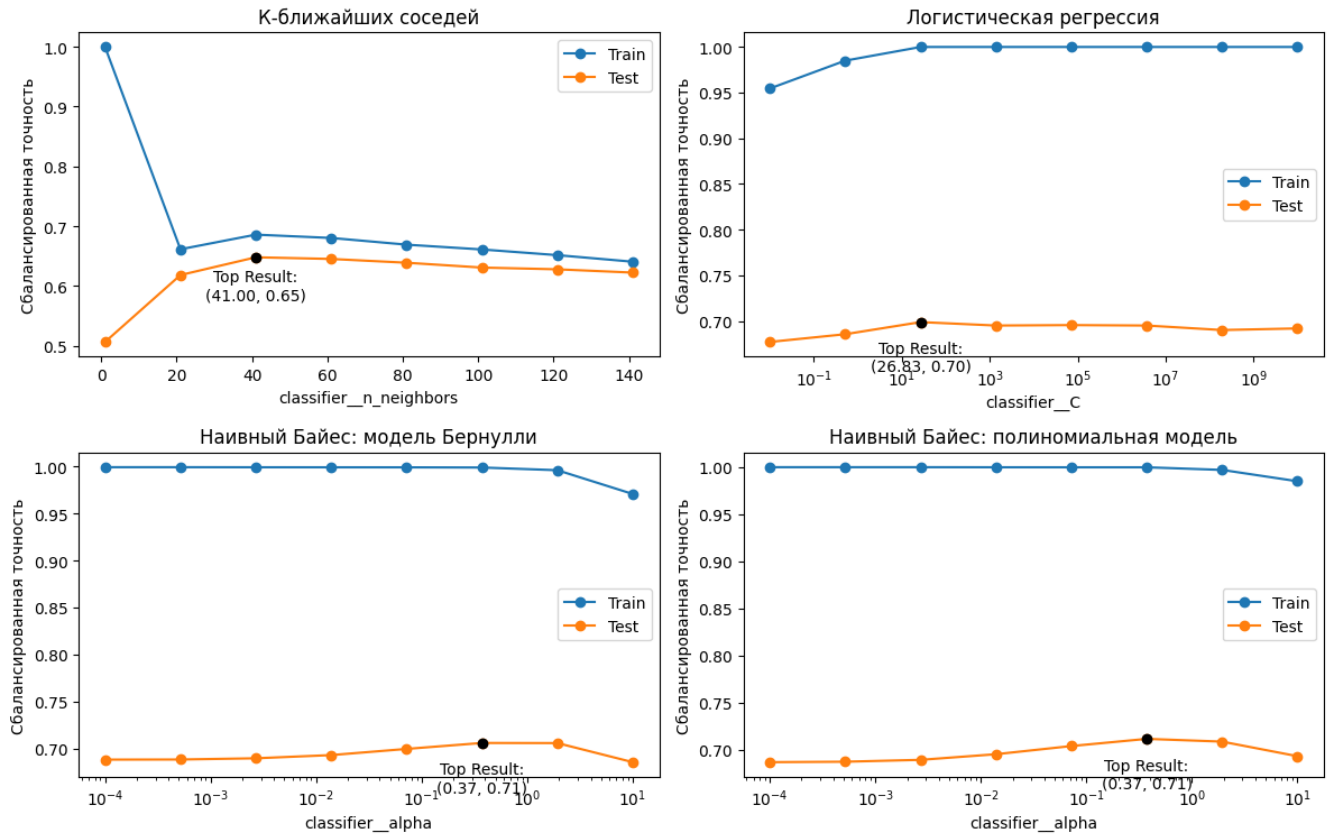 К-ближайших соседей
Сбалансированная точность
1.0
0.9
0.8
0.7
0.6
0.5
Train
Test
Top Result:
(41.00, 0.65)
0 20 40 60 80 100 120 140
classifier__n_neighbors
Логистическая регрессия
Сбалансированная точность
1.00
0.95
0.90
0.85
0.80
0.75
0.70
Train
Test
Top Result:
(26.83, 0.70)
10⁻¹ 10¹ 10³ 10⁵ 10⁷ 10⁹
classifier__C
Наивный Байес: модель Бернулли
Сбалансированная точность
1.00
0.95
0.90
0.85
0.80
0.75
0.70
Train
Test
Top Result:
(0.37, 0.71)
10⁻⁴ 10⁻³ 10⁻² 10⁻¹ 10⁰ 10¹
classifier__alpha
Наивный Байес: полиномиальная модель
Сбалансированная точность
1.00
0.95
0.90
0.85
0.80
0.75
0.70
Train
Test
Top Result:
(0.37, 0.71)
10⁻⁴ 10⁻³ 10⁻² 10⁻¹ 10⁰ 10¹
classifier__alpha